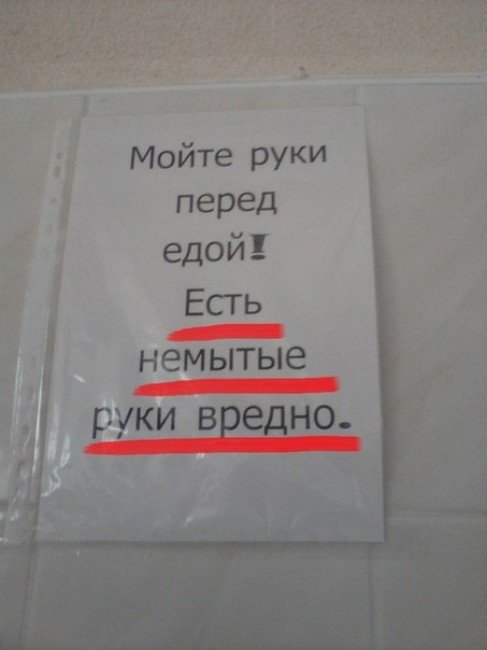 Мойте руки
перед
едой!
Есть
немытые
руки вредно.